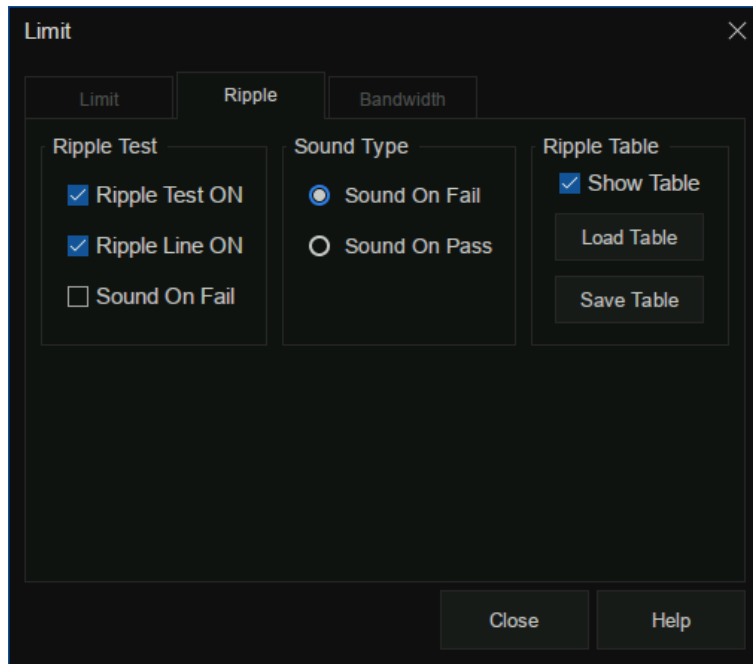 Limit
Limit
Ripple
Bandwidth
Ripple Test
Ripple Test ON
Ripple Line ON
Sound On Fail
Sound Type
Sound On Fail
Sound On Pass
Ripple Table
Show Table
Load Table
Save Table
Close
Help